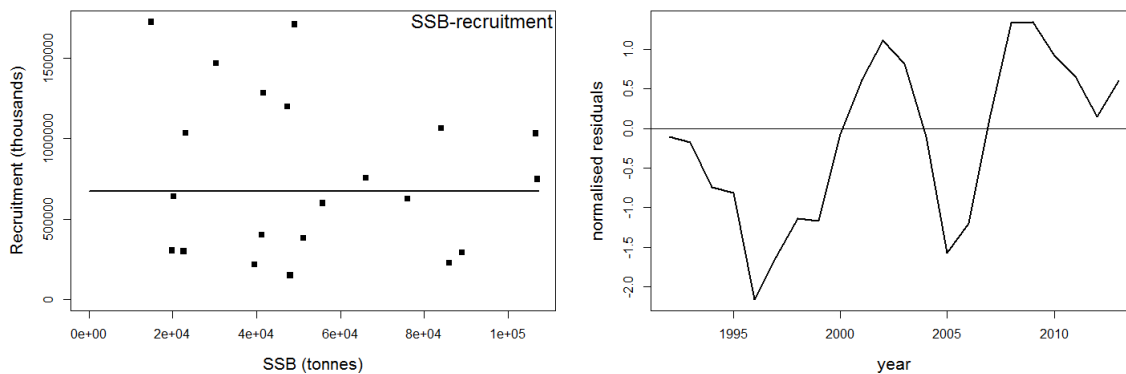 SSB-recruitment
Recruitment (thousands)
1500000
1000000
500000
0
0e+00 2e+04 4e+04 6e+04 8e+04 1e+05
SSB (tonnes)
normalised residuals
1.0
0.5
0.0
-0.5
-1.0
-1.5
-2.0
1995 2000 2005 2010
year